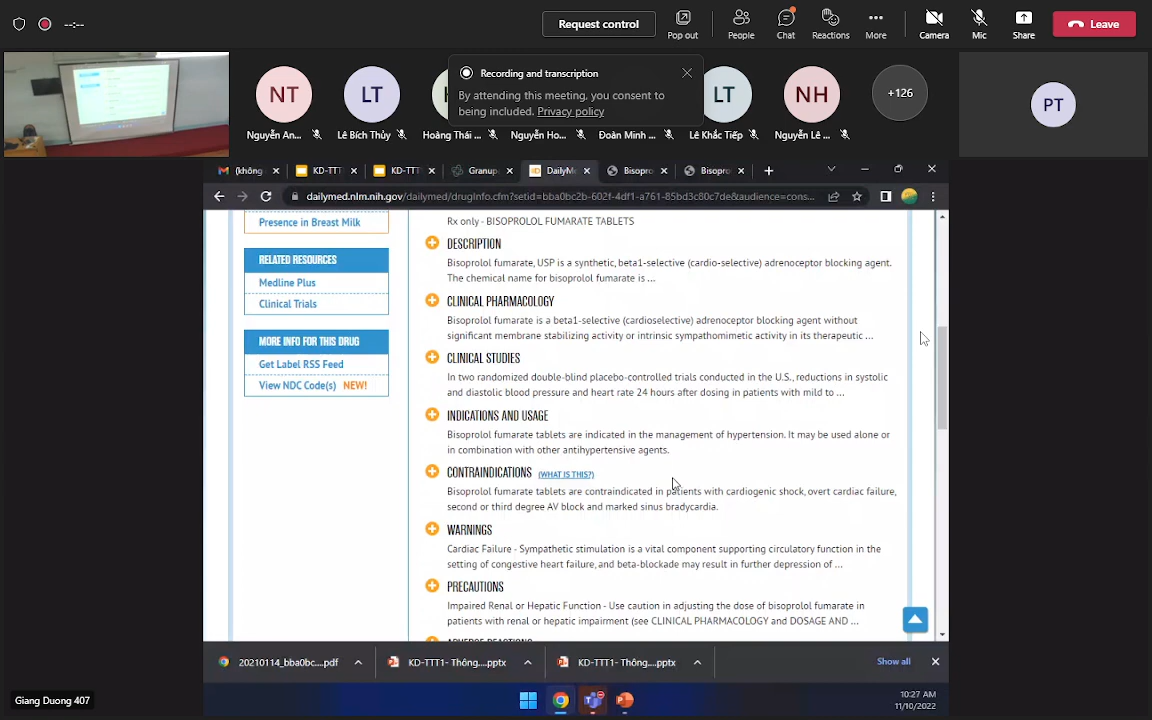 --:--
Request control
Pop out
People
Chat
Reactions
More
Camera
Mic
Share
Leave
Recording and transcription
By attending this meeting, you consent to
being included. Privacy policy
NT
LT
LT
NH
+126
PT
Nguyễn An...
Lê Bích Thủy
Hoàng Thái ...
Nguyễn Ho...
Đoàn Minh ...
Lê Khắc Tiếp
Nguyễn Lê ...
(không
KD-TTT
KD-TTT
Granup
DailyM
Bisopro
Bisopro
dailymed.nlm.nih.gov/dailymed/drugInfo.cfm?setid=bba0bc2b-602f-4df1-a761-85bd3c80c7de&audience=cons...
Presence in Breast Milk
RELATED RESOURCES
Medline Plus
Clinical Trials
MORE INFO FOR THIS DRUG
Get Label RSS Feed
View NDC Code(s) NEW!
Rx only - BISOPROLOL FUMARATE TABLETS
DESCRIPTION
Bisoprolol fumarate, USP is a synthetic, beta1-selective (cardio-selective) adrenoceptor blocking agent.
The chemical name for bisoprolol fumarate is ...
CLINICAL PHARMACOLOGY
Bisoprolol fumarate is a beta1-selective (cardioselective) adrenoceptor blocking agent without
significant membrane stabilizing activity or intrinsic sympathomimetic activity in its therapeutic ...
CLINICAL STUDIES
In two randomized double-blind placebo-controlled trials conducted in the U.S., reductions in systolic
and diastolic blood pressure and heart rate 24 hours after dosing in patients with mild to ...
INDICATIONS AND USAGE
Bisoprolol fumarate tablets are indicated in the management of hypertension. It may be used alone or
in combination with other antihypertensive agents.
CONTRAINDICATIONS (WHAT IS THIS?)
Bisoprolol fumarate tablets are contraindicated in patients with cardiogenic shock, overt cardiac failure,
second or third degree AV block and marked sinus bradycardia.
WARNINGS
Cardiac Failure - Sympathetic stimulation is a vital component supporting circulatory function in the
setting of congestive heart failure, and beta-blockade may result in further depression of ...
PRECAUTIONS
Impaired Renal or Hepatic Function - Use caution in adjusting the dose of bisoprolol fumarate in
patients with renal or hepatic impairment (see CLINICAL PHARMACOLOGY and DOSAGE AND ...
ADVERSE REACTIONS
20210114_bba0bc....pdf
KD-TTT1- Thông....pptx
KD-TTT1- Thông....pptx
Show all
10:27 AM
11/10/2022
Giang Duong 407